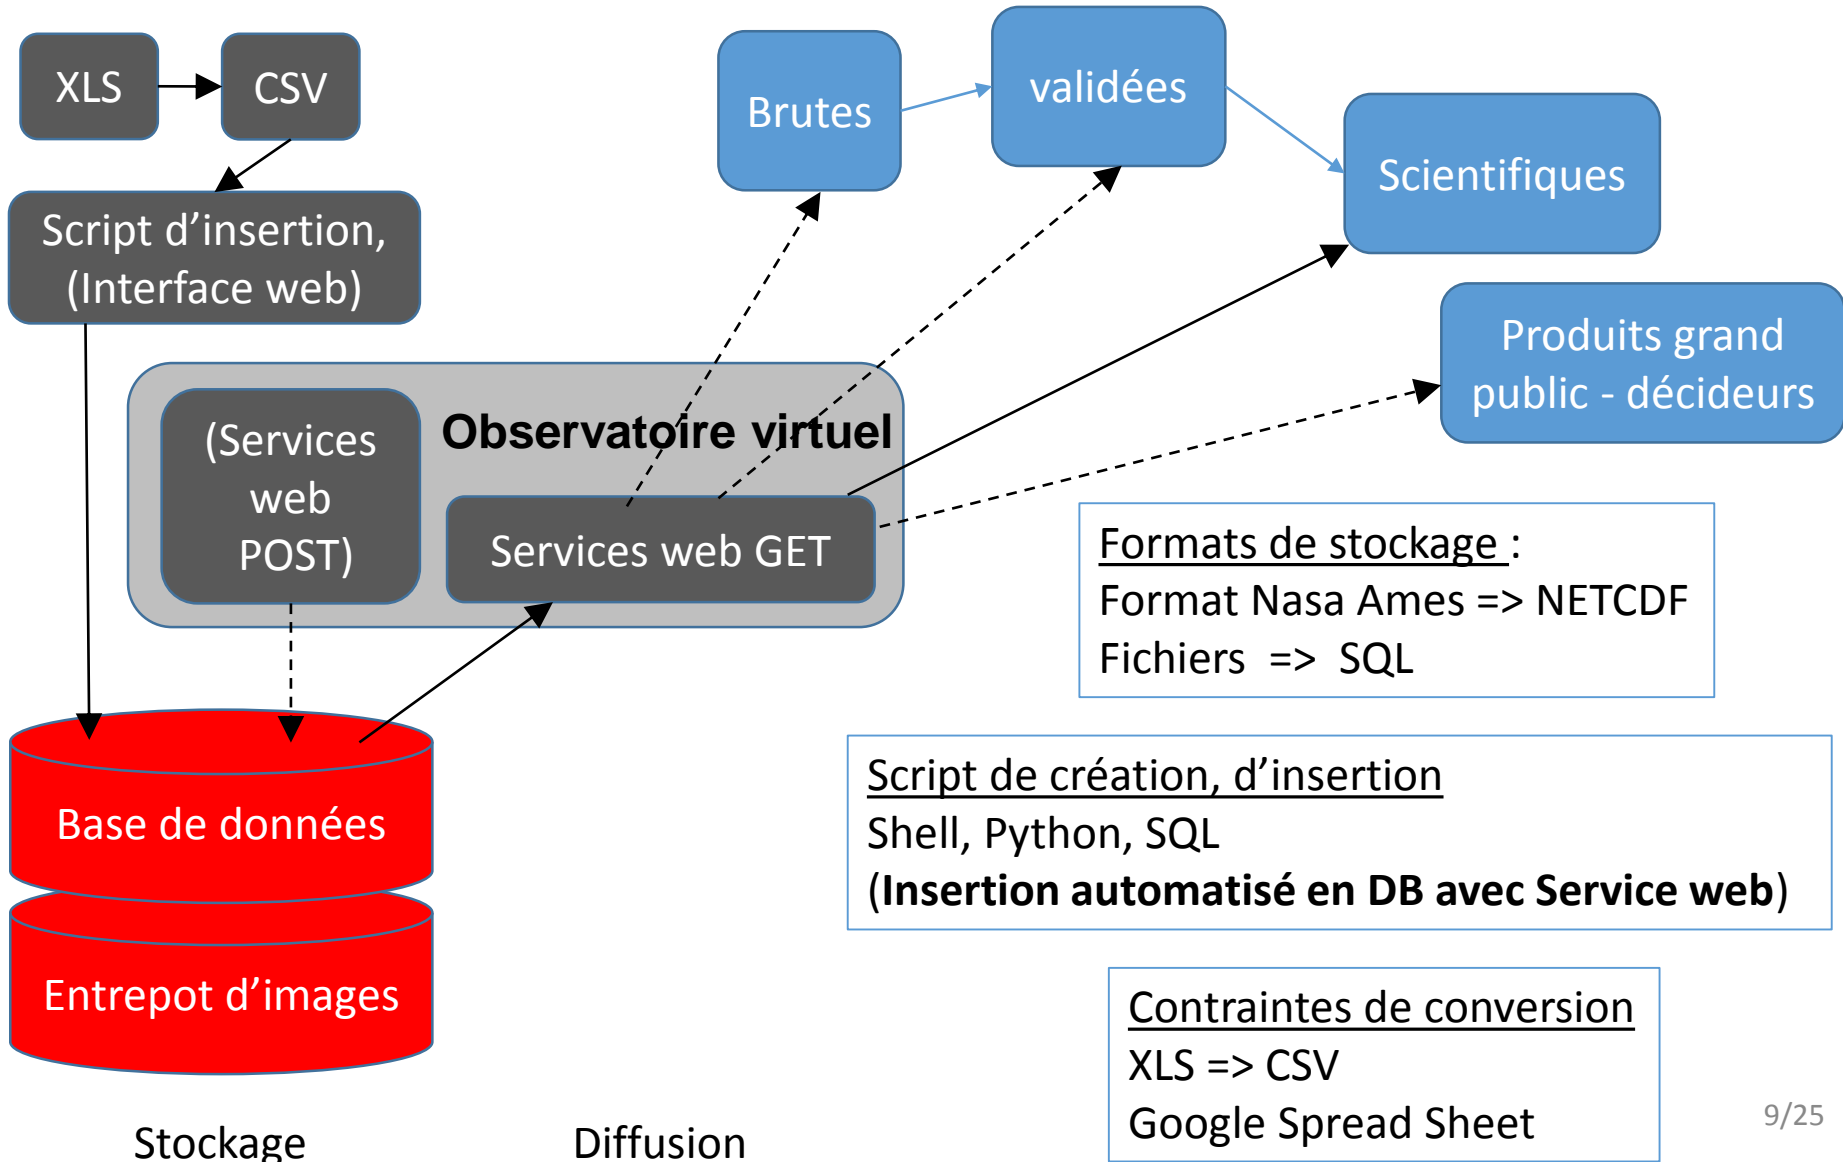 XLS
CSV
Brutes
validées
Scientifiques
Script d’insertion,
(Interface web)
Produits grand
public - décideurs
Observatoire virtuel
(Services
web
POST)
Services web GET
Formats de stockage :
Format Nasa Ames => NETCDF
Fichiers => SQL
Base de données
Entrepot d’images
Script de création, d’insertion
Shell, Python, SQL
(Insertion automatisé en DB avec Service web)
Contraintes de conversion
XLS => CSV
Google Spread Sheet
Stockage
Diffusion
9/25